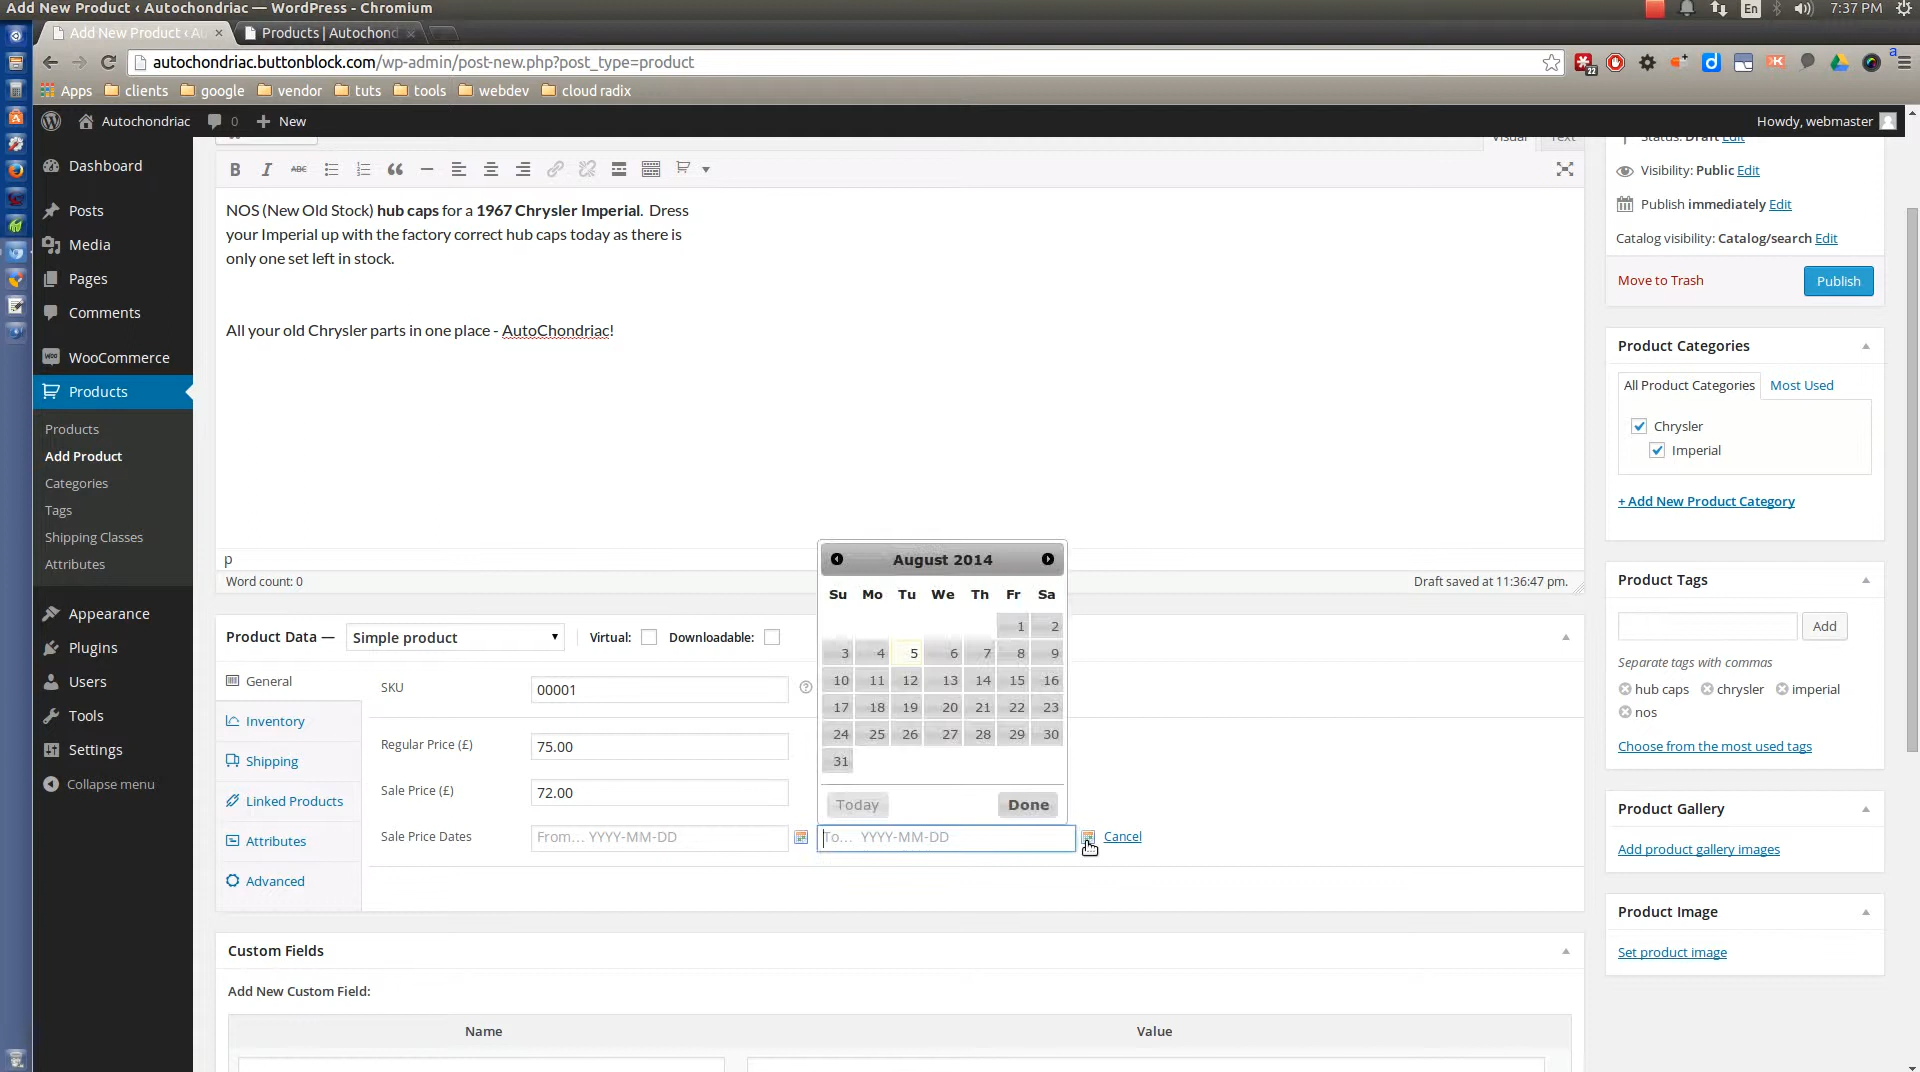 Add New Product ‹ Autochondriac — WordPress - Chromium
En
7:37 PM
Add New Product ‹ Au
Products | Autochond
autochondriac.buttonblock.com/wp-admin/post-new.php?post_type=product
22
Apps
clients
google
vendor
tuts
tools
webdev
cloud radix
Autochondriac
0
New
Howdy, webmaster
Dashboard
Posts
Media
Pages
Comments
WooCommerce
Products
Products
Add Product
Categories
Tags
Shipping Classes
Attributes
Appearance
Plugins
Users
Tools
Settings
Collapse menu
Visual
Text
B I ABC
NOS (New Old Stock) hub caps for a 1967 Chrysler Imperial. Dress
your Imperial up with the factory correct hub caps today as there is
only one set left in stock.
All your old Chrysler parts in one place - AutoChondriac!
p
Word count: 0
Draft saved at 11:36:47 pm.
Product Data —
Simple product
Virtual:
Downloadable:
General
Inventory
Shipping
Linked Products
Attributes
Advanced
SKU
00001
Regular Price (£)
75.00
Sale Price (£)
72.00
Sale Price Dates
From… YYYY-MM-DD
To… YYYY-MM-DD
Cancel
August 2014
Su Mo Tu We Th Fr Sa
1 2
3 4 5 6 7 8 9
10 11 12 13 14 15 16
17 18 19 20 21 22 23
24 25 26 27 28 29 30
31
Today
Done
Custom Fields
Add New Custom Field:
Name
Value
Status: Draft Edit
Visibility: Public Edit
Publish immediately Edit
Catalog visibility: Catalog/search Edit
Move to Trash
Publish
Product Categories
All Product Categories
Most Used
Chrysler
Imperial
+ Add New Product Category
Product Tags
Add
Separate tags with commas
hub caps
chrysler
imperial
nos
Choose from the most used tags
Product Gallery
Add product gallery images
Product Image
Set product image